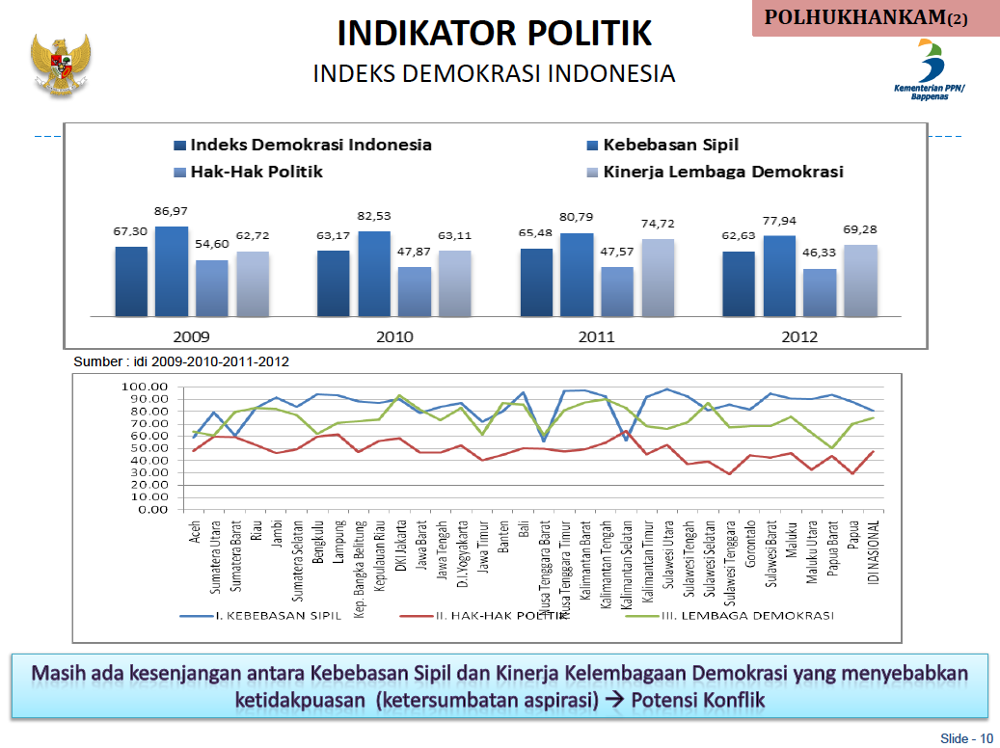 POLHUKHANKAM(2)
INDIKATOR POLITIK
INDEKS DEMOKRASI INDONESIA
Kementerian PPN/
Bappenas
Indeks Demokrasi Indonesia
Kebebasan Sipil
Hak-Hak Politik
Kinerja Lembaga Demokrasi
67,30 86,97 54,60 62,72
63,17 82,53 47,87 63,11
65,48 80,79 47,57 74,72
62,63 77,94 46,33 69,28
2009 2010 2011 2012
Sumber : idi 2009-2010-2011-2012
100.00
90.00
80.00
70.00
60.00
50.00
40.00
30.00
20.00
10.00
0.00
Aceh
Sumatera Utara
Sumatera Barat
Riau
Jambi
Sumatera Selatan
Bengkulu
Lampung
Kep. Bangka Belitung
Kepulauan Riau
DKI Jakarta
Jawa Barat
Jawa Tengah
D.I.Yogyakarta
Jawa Timur
Banten
Bali
Nusa Tenggara Barat
Nusa Tenggara Timur
Kalimantan Barat
Kalimantan Tengah
Kalimantan Selatan
Kalimantan Timur
Sulawesi Utara
Sulawesi Tengah
Sulawesi Selatan
Sulawesi Tenggara
Gorontalo
Sulawesi Barat
Maluku
Maluku Utara
Papua Barat
Papua
IDI NASIONAL
I. KEBEBASAN SIPIL
II. HAK-HAK POLITIK
III. LEMBAGA DEMOKRASI
Masih ada kesenjangan antara Kebebasan Sipil dan Kinerja Kelembagaan Demokrasi yang menyebabkan
ketidakpuasan (ketersumbatan aspirasi) → Potensi Konflik
Slide - 10